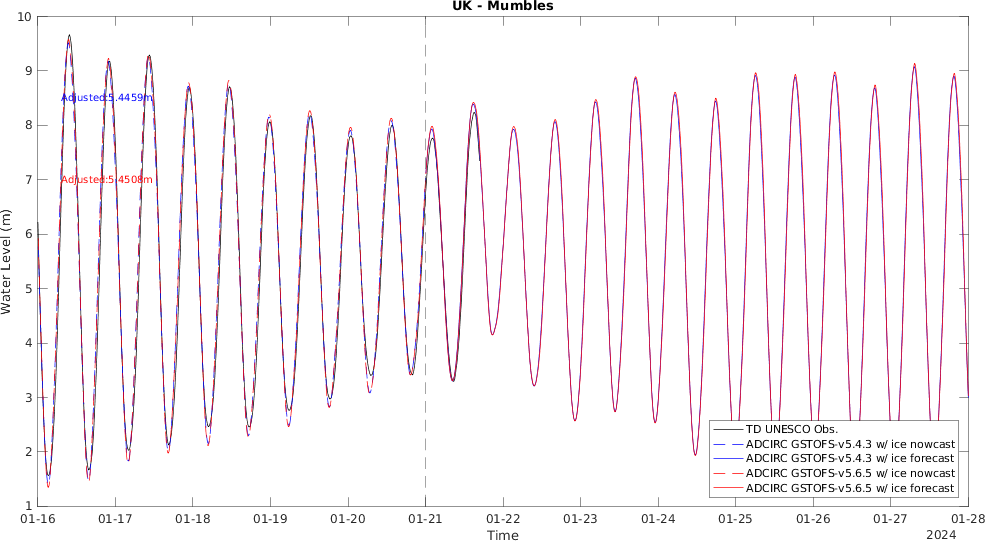 UK - Mumbles
10
9
8
7
6
5
4
3
2
1
Water Level (m)
Adjusted:5.4459m
Adjusted:5.4508m
TD UNESCO Obs.
ADCIRC GSTOFS-v5.4.3 w/ ice nowcast
ADCIRC GSTOFS-v5.4.3 w/ ice forecast
ADCIRC GSTOFS-v5.6.5 w/ ice nowcast
ADCIRC GSTOFS-v5.6.5 w/ ice forecast
01-16 01-17 01-18 01-19 01-20 01-21 01-22 01-23 01-24 01-25 01-26 01-27 01-28
Time
2024